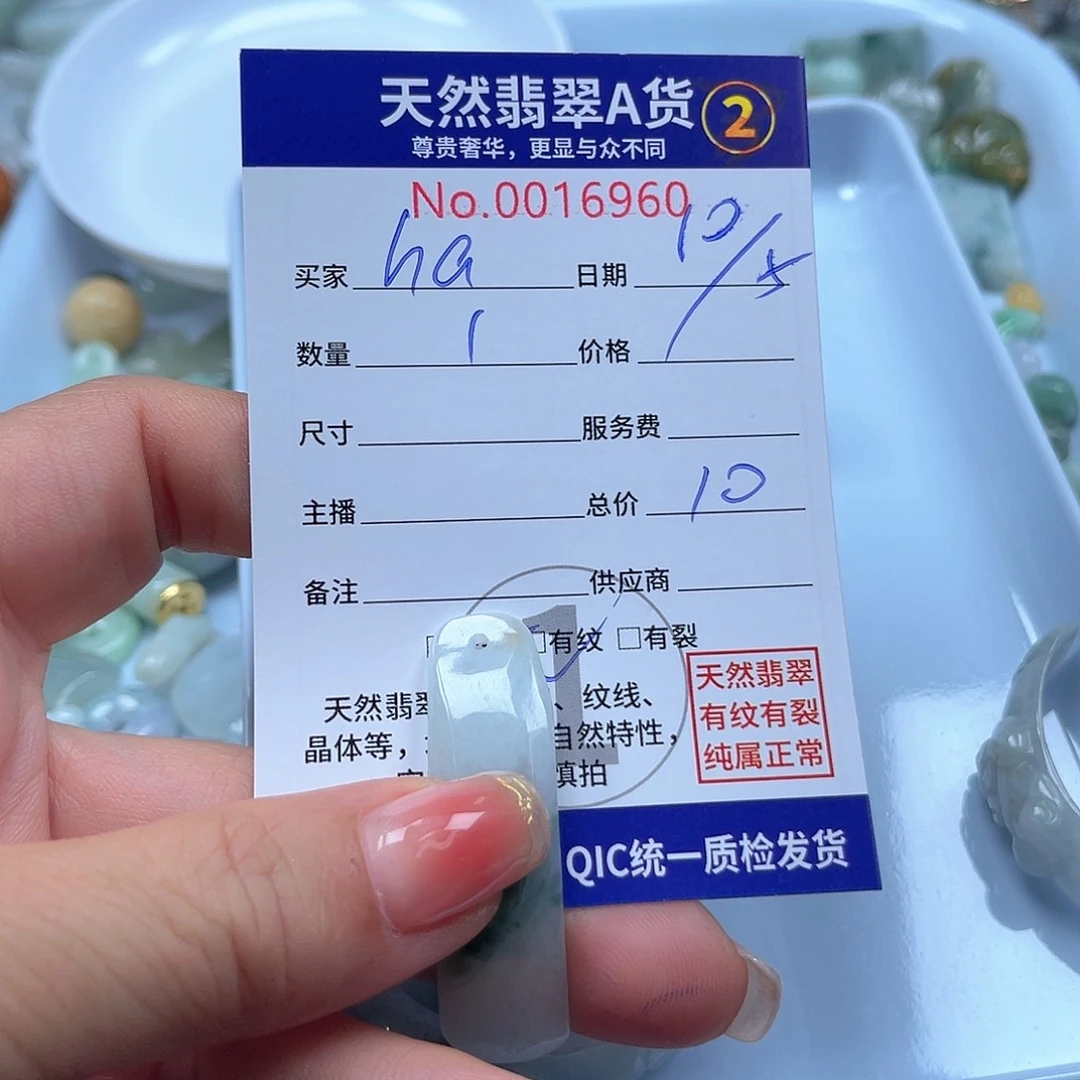 天然翡翠A货 2
尊贵奢华，更显与众不同
No.0016960
买家 ha 日期 10/5
数量 1 价格
尺寸 服务费
主播 总价 10
备注 供应商
□有纹 □有裂
天然翡翠 、纹线、
晶体等， 自然特性，
慎拍
天然翡翠
有纹有裂
纯属正常
QIC统一质检发货